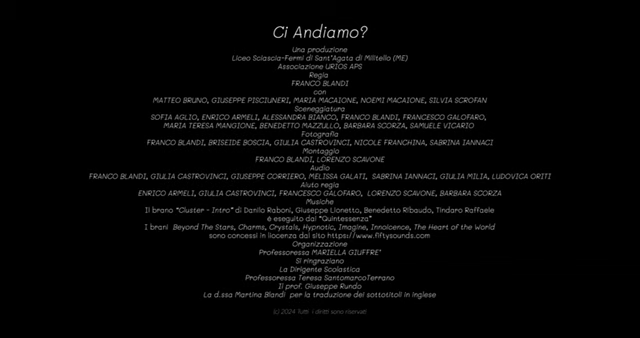 Ci Andiamo?
Una produzione
Liceo Sciascia-Fermi di Sant'Agata di Militello (ME)
Associazione URIOS APS
Regia
FRANCO BLANDI
con
MATTEO BRUNO, GIUSEPPE PISCIUNERI, MARIA MACAIONE, NOEMI MACAIONE, SILVIA SCROFAN
Sceneggiatura
SOFIA AGLIO, ENRICO ARMELI, ALESSANDRA BIANCO, FRANCO BLANDI, FRANCESCO GALOFARO,
MARIA TERESA MANGIONE, BENEDETTO MAZZULLO, BARBARA SCORZA, SAMUELE VICARIO
Fotografia
FRANCO BLANDI, BRISEIDE BOSCIA, GIULIA CASTROVINCI, NICOLE FRANCHINA, SABRINA IANNACI
Montaggio
FRANCO BLANDI, LORENZO SCAVONE
Audio
FRANCO BLANDI, GIULIA CASTROVINCI, GIUSEPPE CORRIERO, MELISSA GALATI, SABRINA IANNACI, GIULIA MILIA, LUDOVICA ORITI
Aiuto regia
ENRICO ARMELI, GIULIA CASTROVINCI, FRANCESCO GALOFARO, LORENZO SCAVONE, BARBARA SCORZA
Musiche
Il brano "Cluster - Intro" di Danilo Raboni, Giuseppe Lionetto, Benedetto Ribaudo, Tindaro Raffaele
è eseguito dai "Quintessenza"
I brani Beyond The Stars, Charms, Crystals, Hypnotic, Imagine, Innolcence, The Heart of the World
sono concessi in liocenza dal sito https://www.fiftysounds.com
Organizzazione
Professoressa MARIELLA GIUFFRE'
Si ringraziano
La Dirigente Scolastica
Professoressa Teresa SantomarcoTerrano
Il prof. Giuseppe Rundo
La d.ssa Martina Blandi per la traduzione dei sottotitoli in inglese
(c) 2024 Tutti i diritti sono riservati